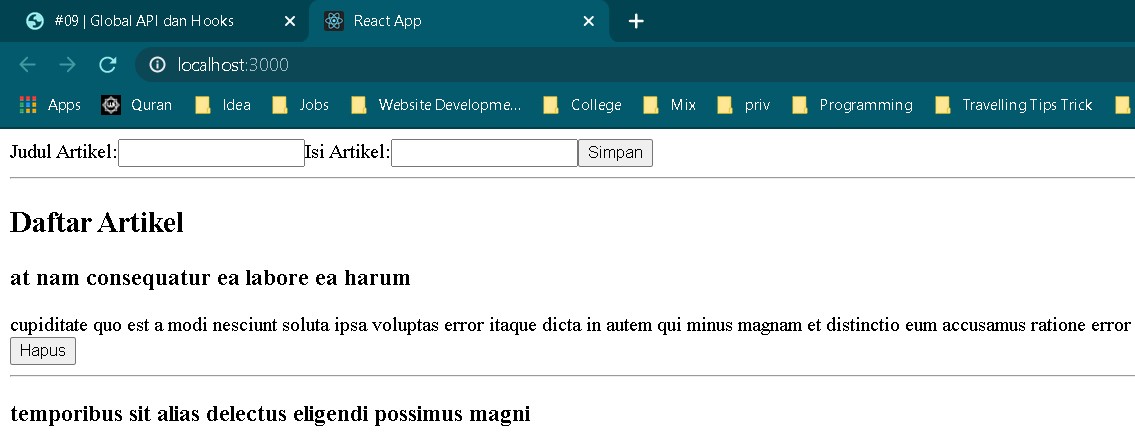 #09 | Global API dan Hooks React App
localhost:3000
Apps Quran Idea Jobs Website Developme... College Mix priv Programming Travelling Tips Trick
Judul Artikel: Isi Artikel: Simpan
Daftar Artikel
at nam consequatur ea labore ea harum
cupiditate quo est a modi nesciunt soluta ipsa voluptas error itaque dicta in autem qui minus magnam et distinctio eum accusamus ratione error
Hapus
temporibus sit alias delectus eligendi possimus magni